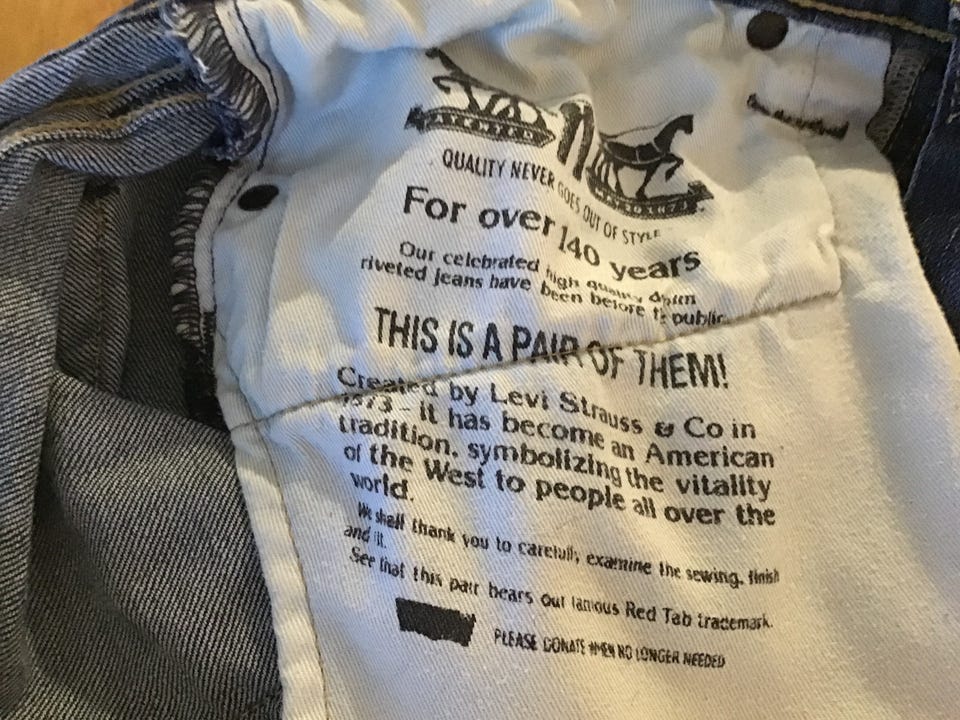 QUALITY NEVER GOES OUT OF STYLE
For over 140 years
Our celebrated high quality denim
riveted jeans have been before the public
THIS IS A PAIR OF THEM!
Created by Levi Strauss & Co in
1873 - it has become an American
tradition, symbolizing the vitality
of the West to people all over the
world.
We shall thank you to carefully examine the sewing, finish
and fit.
See that this pair bears our famous Red Tab trademark.
PLEASE DONATE WHEN NO LONGER NEEDED